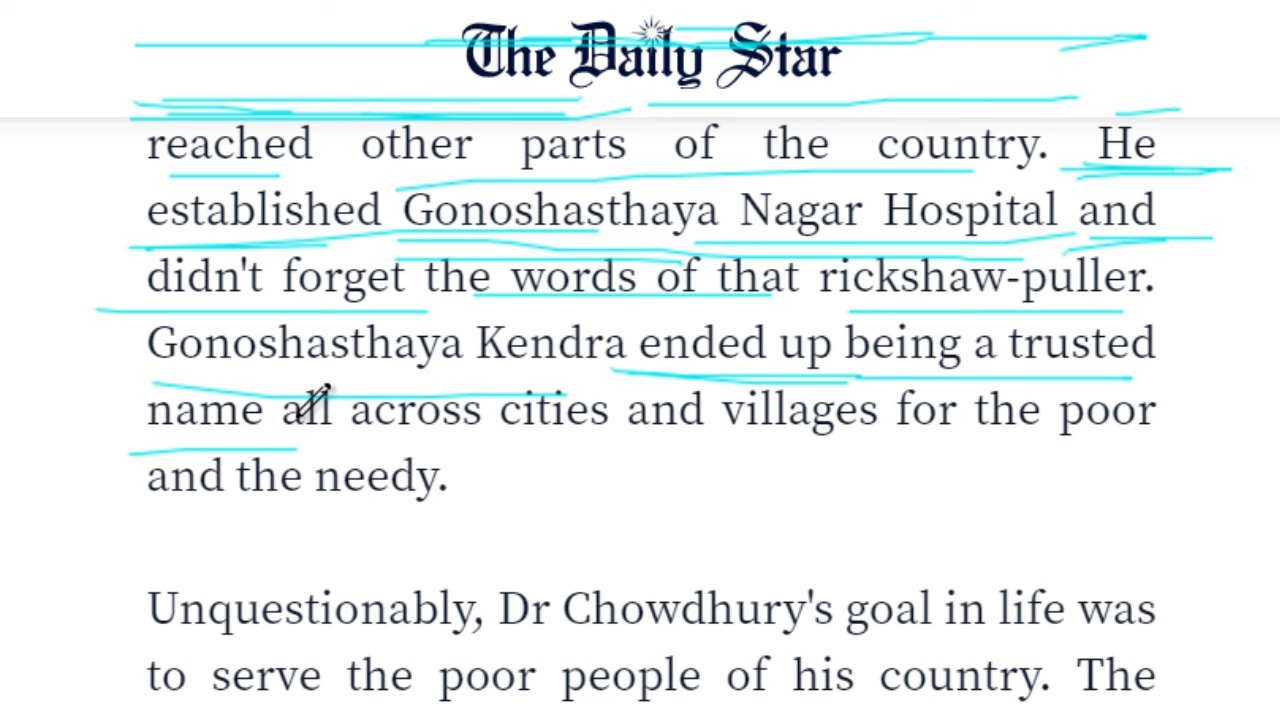 The Daily Star
reached other parts of the country. He
established Gonoshasthaya Nagar Hospital and
didn't forget the words of that rickshaw-puller.
Gonoshasthaya Kendra ended up being a trusted
name all across cities and villages for the poor
and the needy.
Unquestionably, Dr Chowdhury's goal in life was
to serve the poor people of his country. The